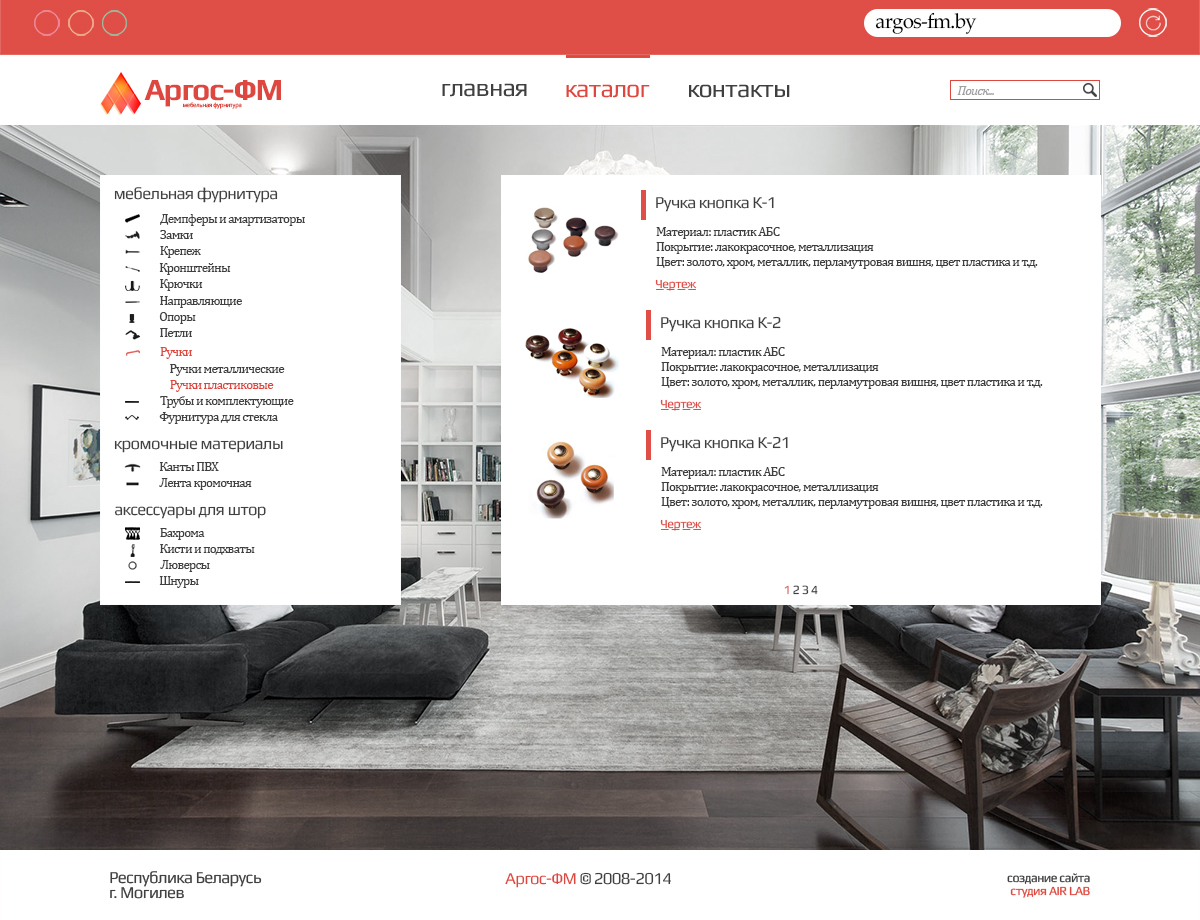 argos-fm.by
Аргос-ФМ
мебельная фурнитура
главная
каталог
контакты
Поиск...
мебельная фурнитура
Демпферы и амартизаторы
Замки
Крепеж
Кронштейны
Крючки
Направляющие
Опоры
Петли
Ручки
Ручки металлические
Ручки пластиковые
Трубы и комплектующие
Фурнитура для стекла
кромочные материалы
Канты ПВХ
Лента кромочная
аксессуары для штор
Бахрома
Кисти и подхваты
Люверсы
Шнуры
Ручка кнопка К-1
Материал: пластик АБС
Покрытие: лакокрасочное, металлизация
Цвет: золото, хром, металлик, перламутровая вишня, цвет пластика и т.д.
Чертеж
Ручка кнопка К-2
Материал: пластик АБС
Покрытие: лакокрасочное, металлизация
Цвет: золото, хром, металлик, перламутровая вишня, цвет пластика и т.д.
Чертеж
Ручка кнопка К-21
Материал: пластик АБС
Покрытие: лакокрасочное, металлизация
Цвет: золото, хром, металлик, перламутровая вишня, цвет пластика и т.д.
Чертеж
1 2 3 4
Республика Беларусь
г. Могилев
Аргос-ФМ © 2008-2014
создание сайта
студия AIR LAB